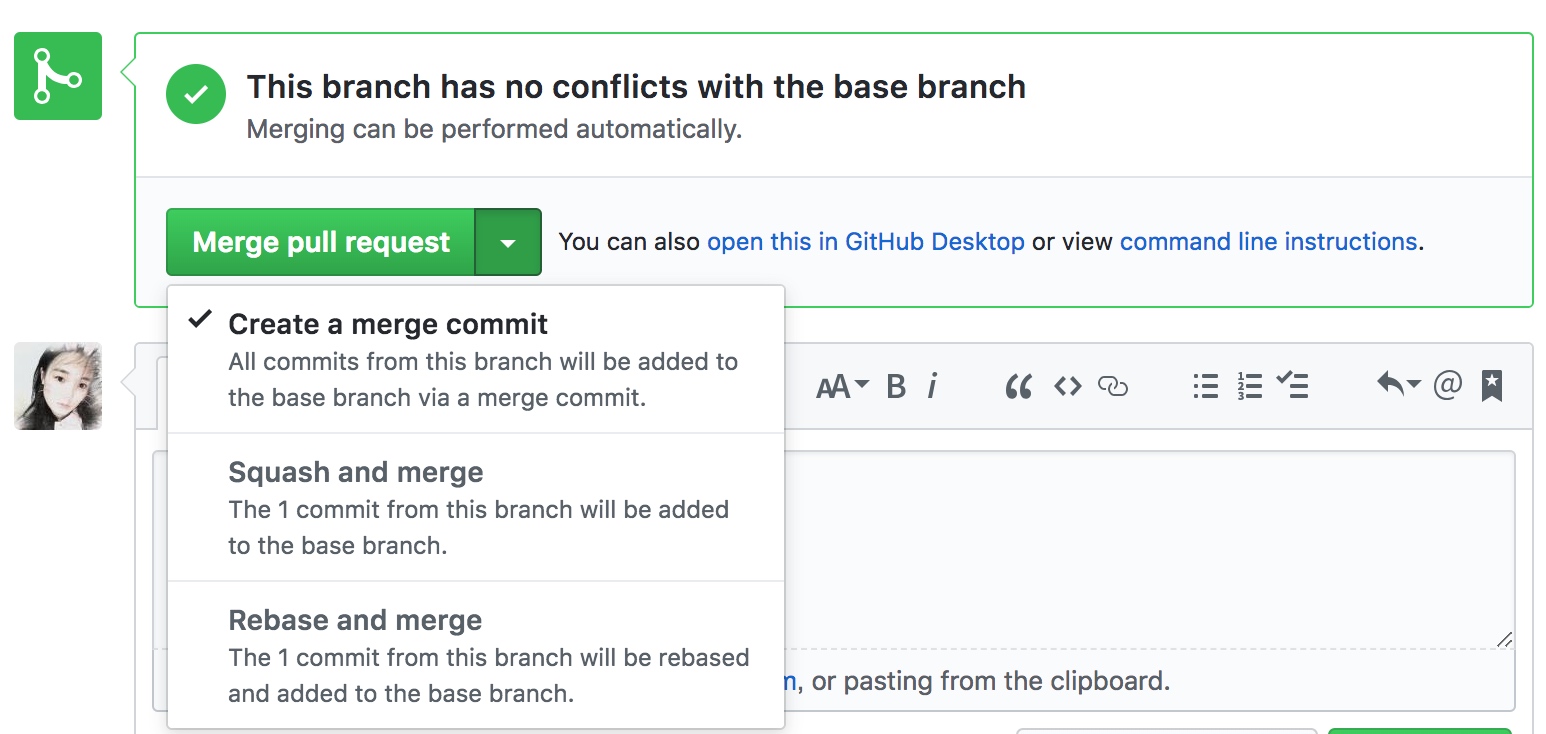 This branch has no conflicts with the base branch
Merging can be performed automatically.
Merge pull request
You can also open this in GitHub Desktop or view command line instructions.
Create a merge commit
All commits from this branch will be added to
the base branch via a merge commit.
Squash and merge
The 1 commit from this branch will be added
to the base branch.
Rebase and merge
The 1 commit from this branch will be rebased
and added to the base branch.
AA B i
, or pasting from the clipboard.